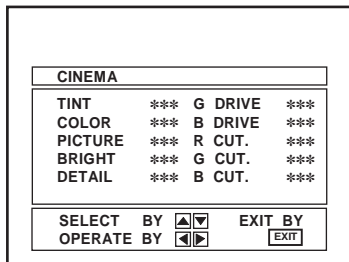 CINEMA
TINT *** G DRIVE ***
COLOR *** B DRIVE ***
PICTURE *** R CUT. ***
BRIGHT *** G CUT. ***
DETAIL *** B CUT. ***
SELECT BY ▲▼ EXIT BY
OPERATE BY ◀▶ EXIT